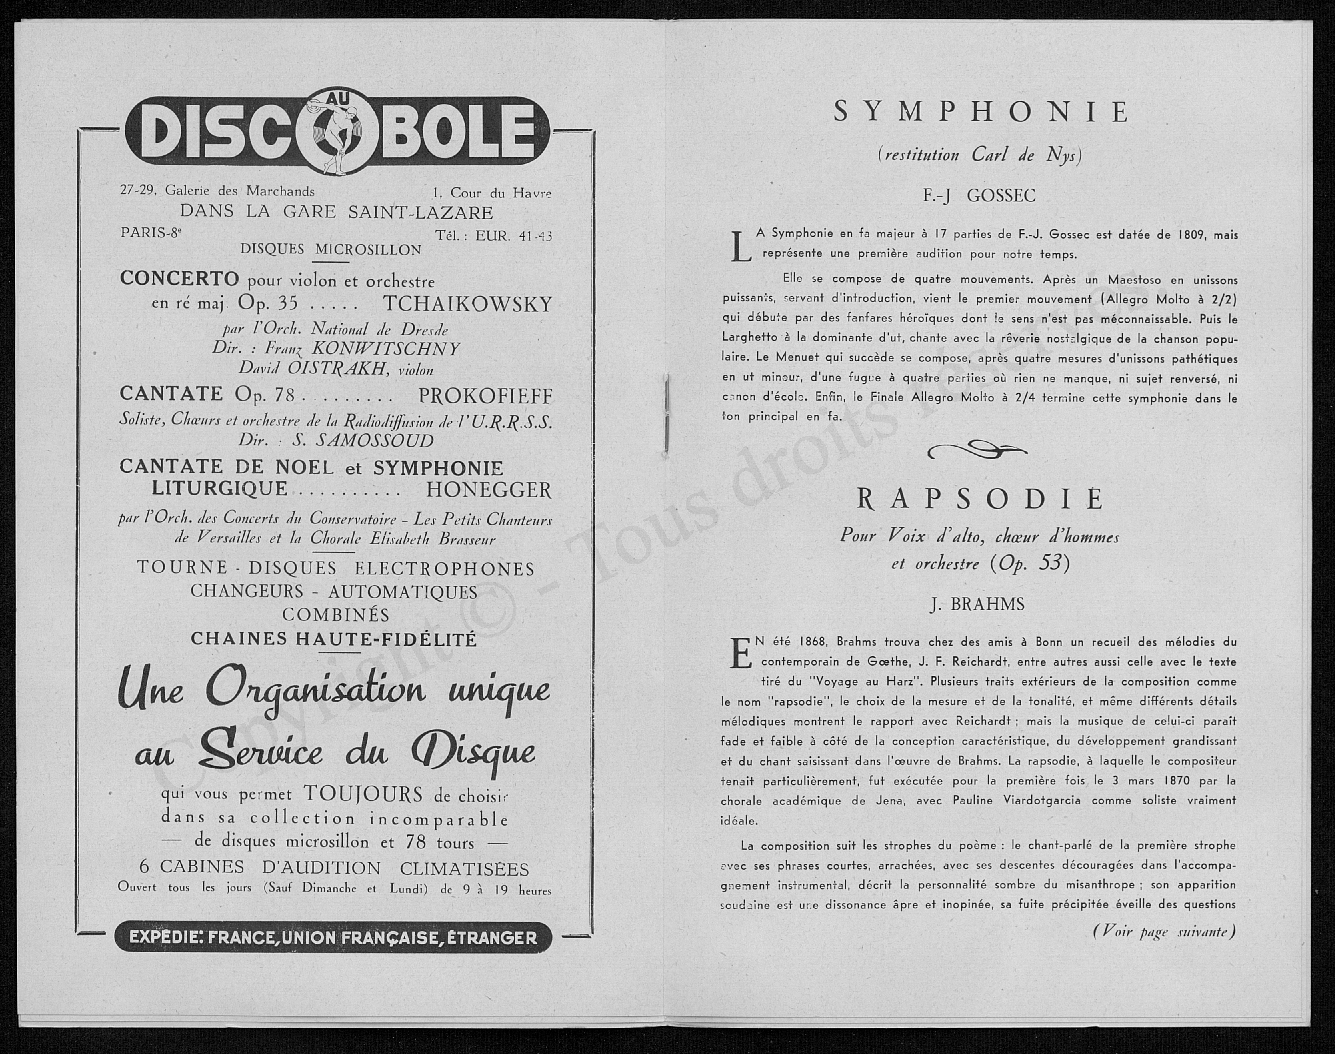 AU
DISCOBOLE
27-29, Galerie des Marchands 1, Cour du Havre
DANS LA GARE SAINT-LAZARE
PARIS-8e Tél. : EUR. 41-43
DISQUES MICROSILLON
CONCERTO pour violon et orchestre
en ré maj Op. 35 ..... TCHAIKOWSKY
par l'Orch. National de Dresde
Dir. : Franz KONWITSCHNY
David OISTRAKH, violon
CANTATE Op. 78 ......... PROKOFIEFF
Soliste, Chœurs et orchestre de la Radiodiffusion de l'U.R.R.S.S.
Dir. : S. SAMOSSOUD
CANTATE DE NOEL et SYMPHONIE
LITURGIQUE .......... HONEGGER
par l'Orch. des Concerts du Conservatoire - Les Petits Chanteurs
de Versailles et la Chorale Elisabeth Brasseur
TOURNE - DISQUES ELECTROPHONES
CHANGEURS - AUTOMATIQUES
COMBINÉS
CHAINES HAUTE-FIDÉLITÉ
Une Organisation unique
au Service du Disque
qui vous permet TOUJOURS de choisir
dans sa collection incomparable
— de disques microsillon et 78 tours —
6 CABINES D'AUDITION CLIMATISÉES
Ouvert tous les jours (Sauf Dimanche et Lundi) de 9 à 19 heures
EXPÉDIE: FRANCE, UNION FRANÇAISE, ÉTRANGER
SYMPHONIE
(restitution Carl de Nys)
F.-J GOSSEC
LA Symphonie en fa majeur à 17 parties de F.-J. Gossec est datée de 1809, mais
représente une première audition pour notre temps.
Elle se compose de quatre mouvements. Après un Maestoso en unissons
puissants, servant d'introduction, vient le premier mouvement (Allegro Molto à 2/2)
qui débute par des fanfares héroïques dont le sens n'est pas méconnaissable. Puis le
Larghetto à la dominante d'ut, chante avec la rêverie nostalgique de la chanson popu-
laire. Le Menuet qui succède se compose, après quatre mesures d'unissons pathétiques
en ut mineur, d'une fugue à quatre parties où rien ne manque, ni sujet renversé, ni
canon d'école. Enfin, le Finale Allegro Molto à 2/4 termine cette symphonie dans le
ton principal en fa.
RAPSODIE
Pour Voix d'alto, chœur d'hommes
et orchestre (Op. 53)
J. BRAHMS
EN été 1868, Brahms trouva chez des amis à Bonn un recueil des mélodies du
contemporain de Gœthe, J. F. Reichardt, entre autres aussi celle avec le texte
tiré du "Voyage au Harz". Plusieurs traits extérieurs de la composition comme
le nom "rapsodie", le choix de la mesure et de la tonalité, et même différents détails
mélodiques montrent le rapport avec Reichardt ; mais la musique de celui-ci parait
fade et faible à côté de la conception caractéristique, du développement grandissant
et du chant saisissant dans l'œuvre de Brahms. La rapsodie, à laquelle le compositeur
tenait particulièrement, fut exécutée pour la première fois le 3 mars 1870 par la
chorale académique de Jena, avec Pauline Viardotgarcia comme soliste vraiment
idéale.
La composition suit les strophes du poème : le chant-parlé de la première strophe
avec ses phrases courtes, arrachées, avec ses descentes découragées dans l'accompa-
gnement instrumental, décrit la personnalité sombre du misanthrope ; son apparition
soudaine est une dissonance âpre et inopinée, sa fuite précipitée éveille des questions
(Voir page suivante)
Copyright © - Tous droits réservés